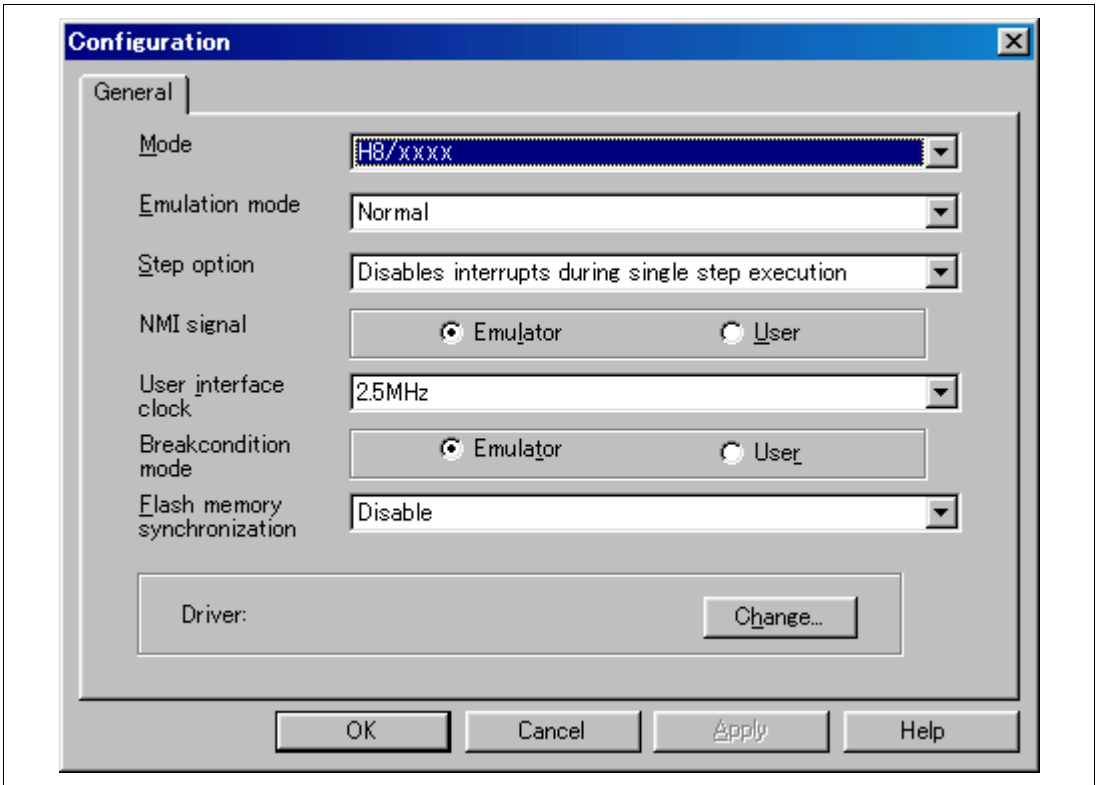 Configuration
General
Mode
H8/xxxx
Emulation mode
Normal
Step option
Disables interrupts during single step execution
NMI signal
Emulator
User
User interface
clock
2.5MHz
Breakcondition
mode
Emulator
User
Flash memory
synchronization
Disable
Driver:
Change...
OK
Cancel
Apply
Help